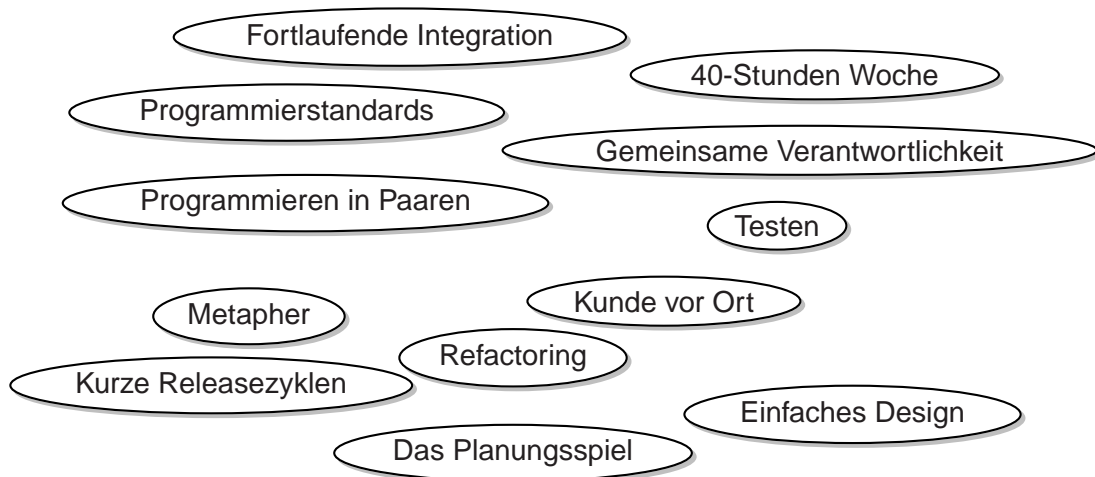 Fortlaufende Integration
40-Stunden Woche
Programmierstandards
Gemeinsame Verantwortlichkeit
Programmieren in Paaren
Testen
Kunde vor Ort
Metapher
Refactoring
Kurze Releasezyklen
Einfaches Design
Das Planungsspiel